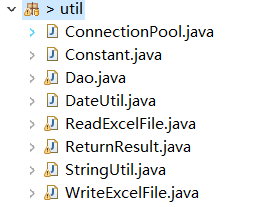 > util
ConnectionPool.java
Constant.java
Dao.java
DateUtil.java
ReadExcelFile.java
ReturnResult.java
StringUtil.java
WriteExcelFile.java